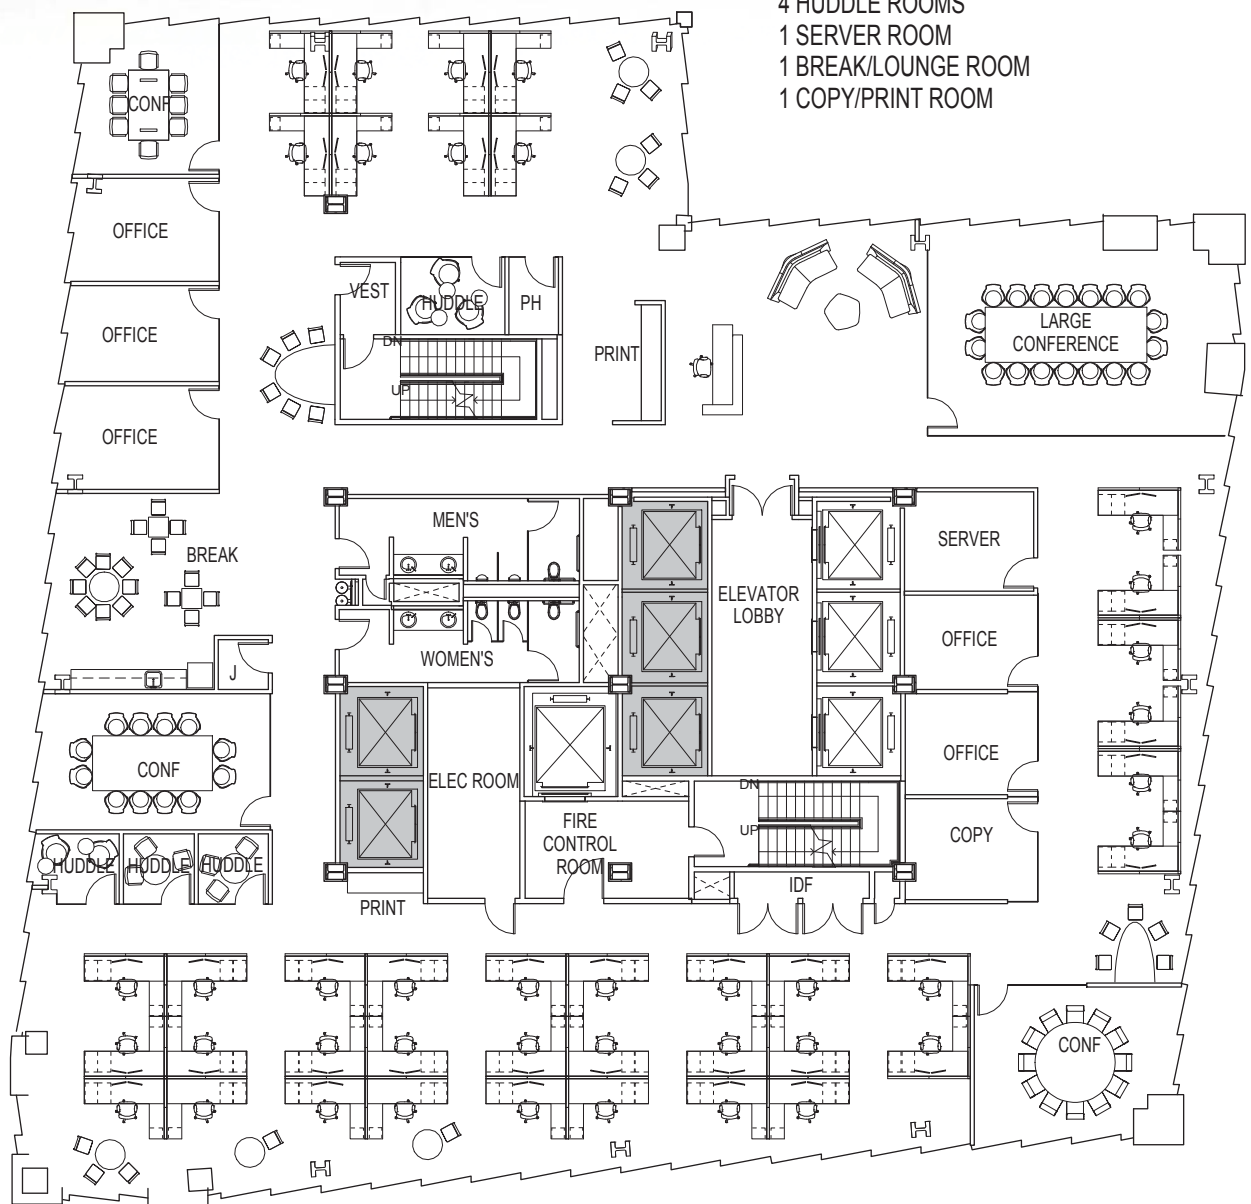 4 HUDDLE ROOMS
1 SERVER ROOM
1 BREAK/LOUNGE ROOM
1 COPY/PRINT ROOM
CONF
OFFICE
VEST
HUDDLE
PH
LARGE
CONFERENCE
OFFICE
DN
PRINT
UP
OFFICE
MEN'S
SERVER
BREAK
ELEVATOR
LOBBY
OFFICE
WOMEN'S
J
OFFICE
CONF
ELEC ROOM
DN
FIRE
CONTROL
ROOM
UP
COPY
HUDDLE
HUDDLE
HUDDLE
IDF
PRINT
CONF